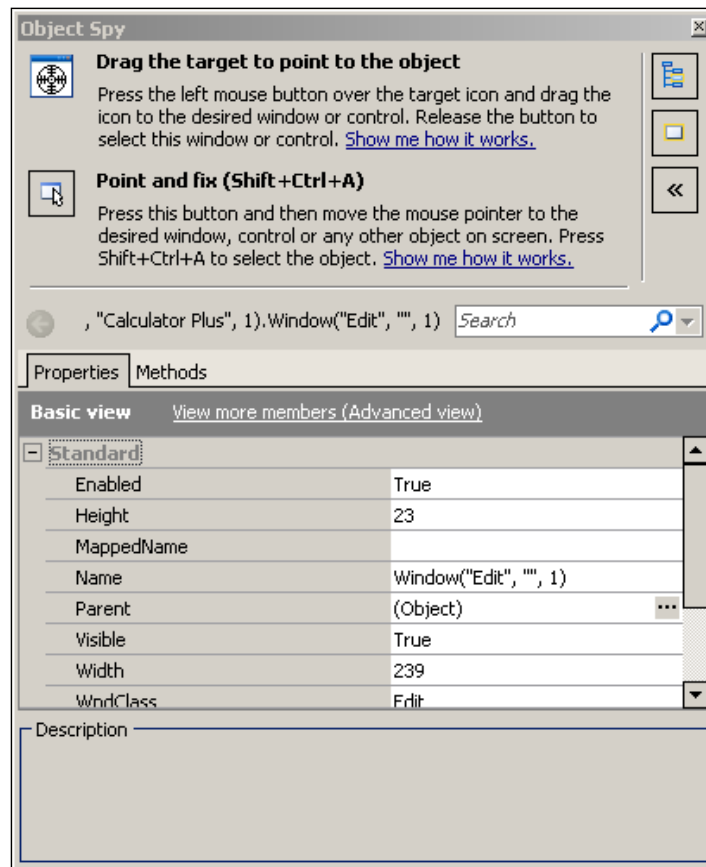 Object Spy
Drag the target to point to the object
Press the left mouse button over the target icon and drag the
icon to the desired window or control. Release the button to
select this window or control. Show me how it works.
Point and fix (Shift+Ctrl+A)
Press this button and then move the mouse pointer to the
desired window, control or any other object on screen. Press
Shift+Ctrl+A to select the object. Show me how it works.
, "Calculator Plus", 1).Window("Edit", "", 1) Search
Properties Methods
Basic view View more members (Advanced view)
Standard
Enabled True
Height 23
MappedName
Name Window("Edit", "", 1)
Parent (Object) ...
Visible True
Width 239
WndClass Edit
Description